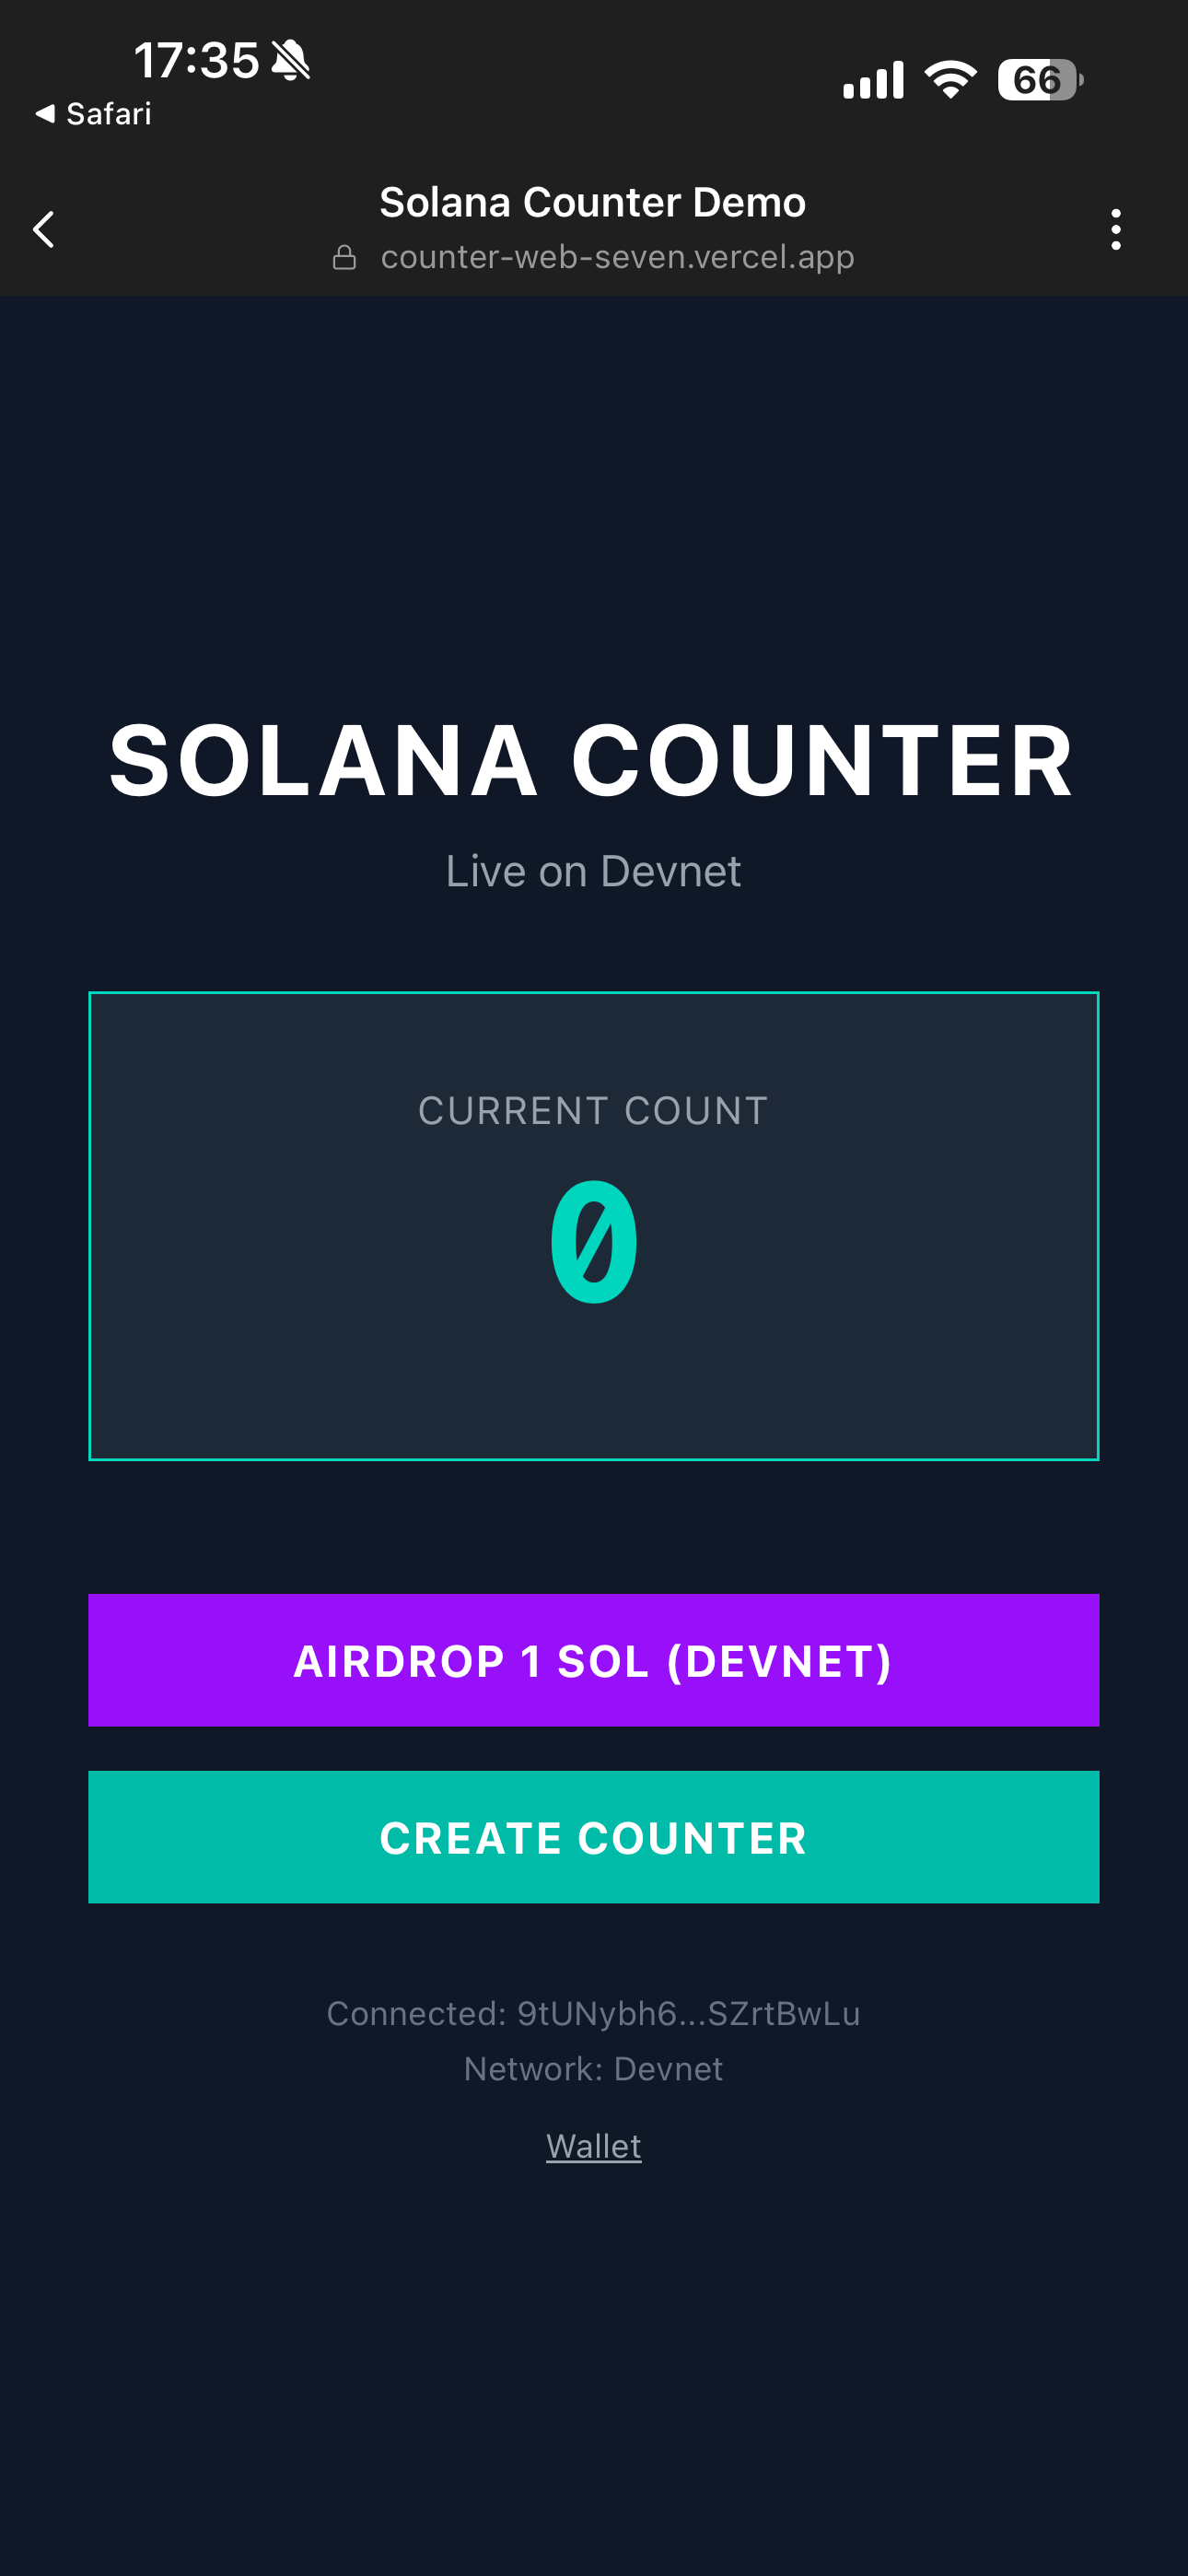 17:35
Safari
66
Solana Counter Demo
counter-web-seven.vercel.app
SOLANA COUNTER
Live on Devnet
CURRENT COUNT
0
AIRDROP 1 SOL (DEVNET)
CREATE COUNTER
Connected: 9tUNybh6...SZrtBwLu
Network: Devnet
Wallet